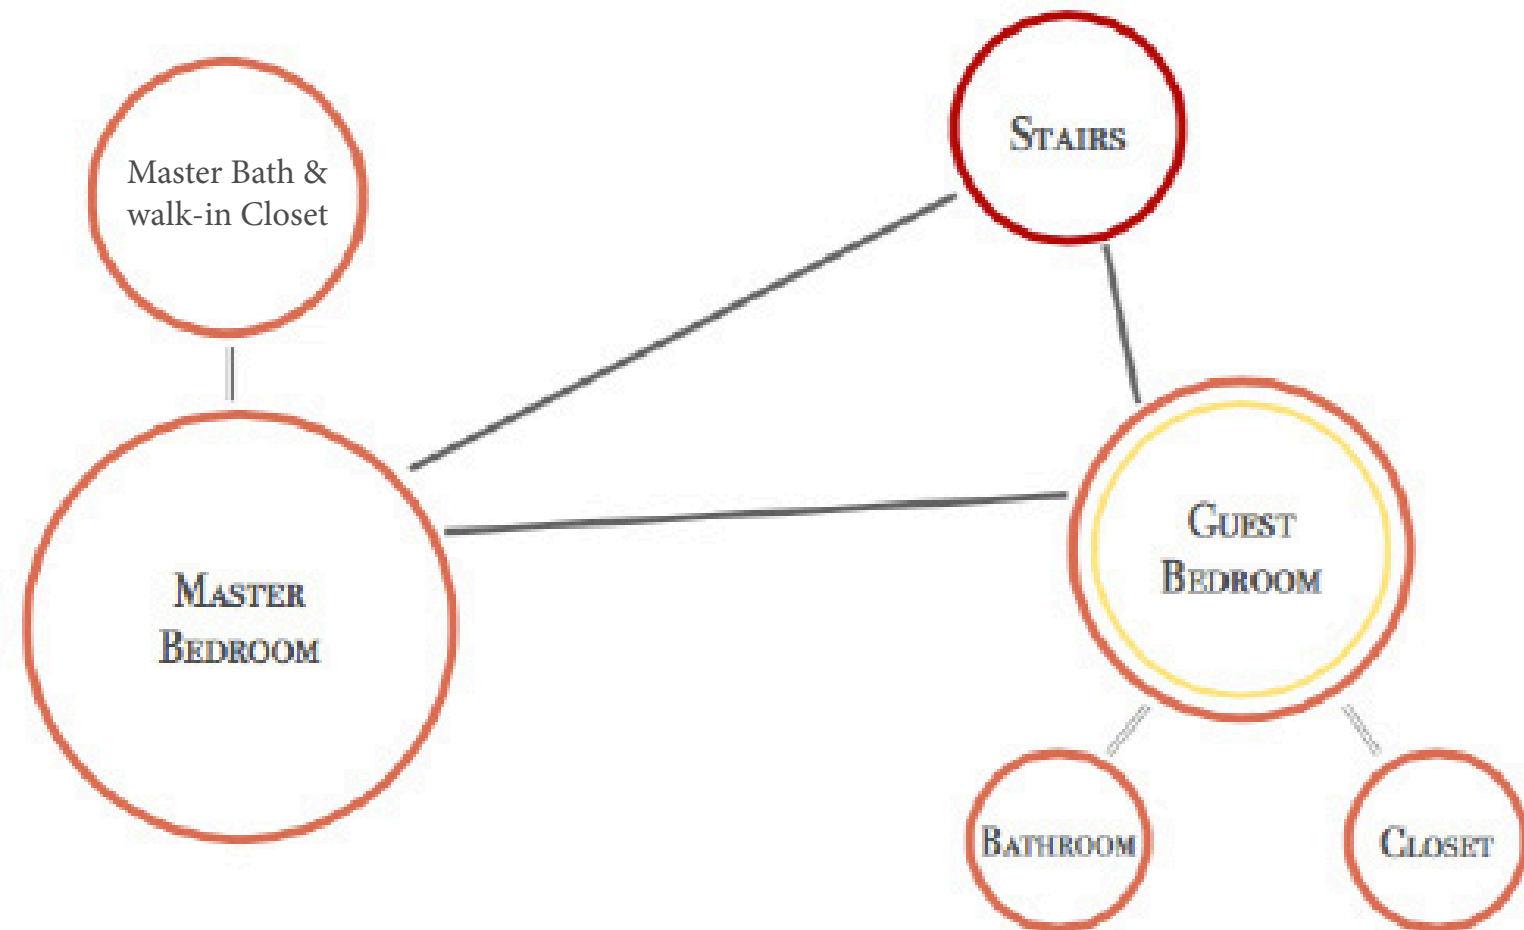 Stairs
Master Bath &
walk-in Closet
Guest
Bedroom
Master
Bedroom
Bathroom
Closet